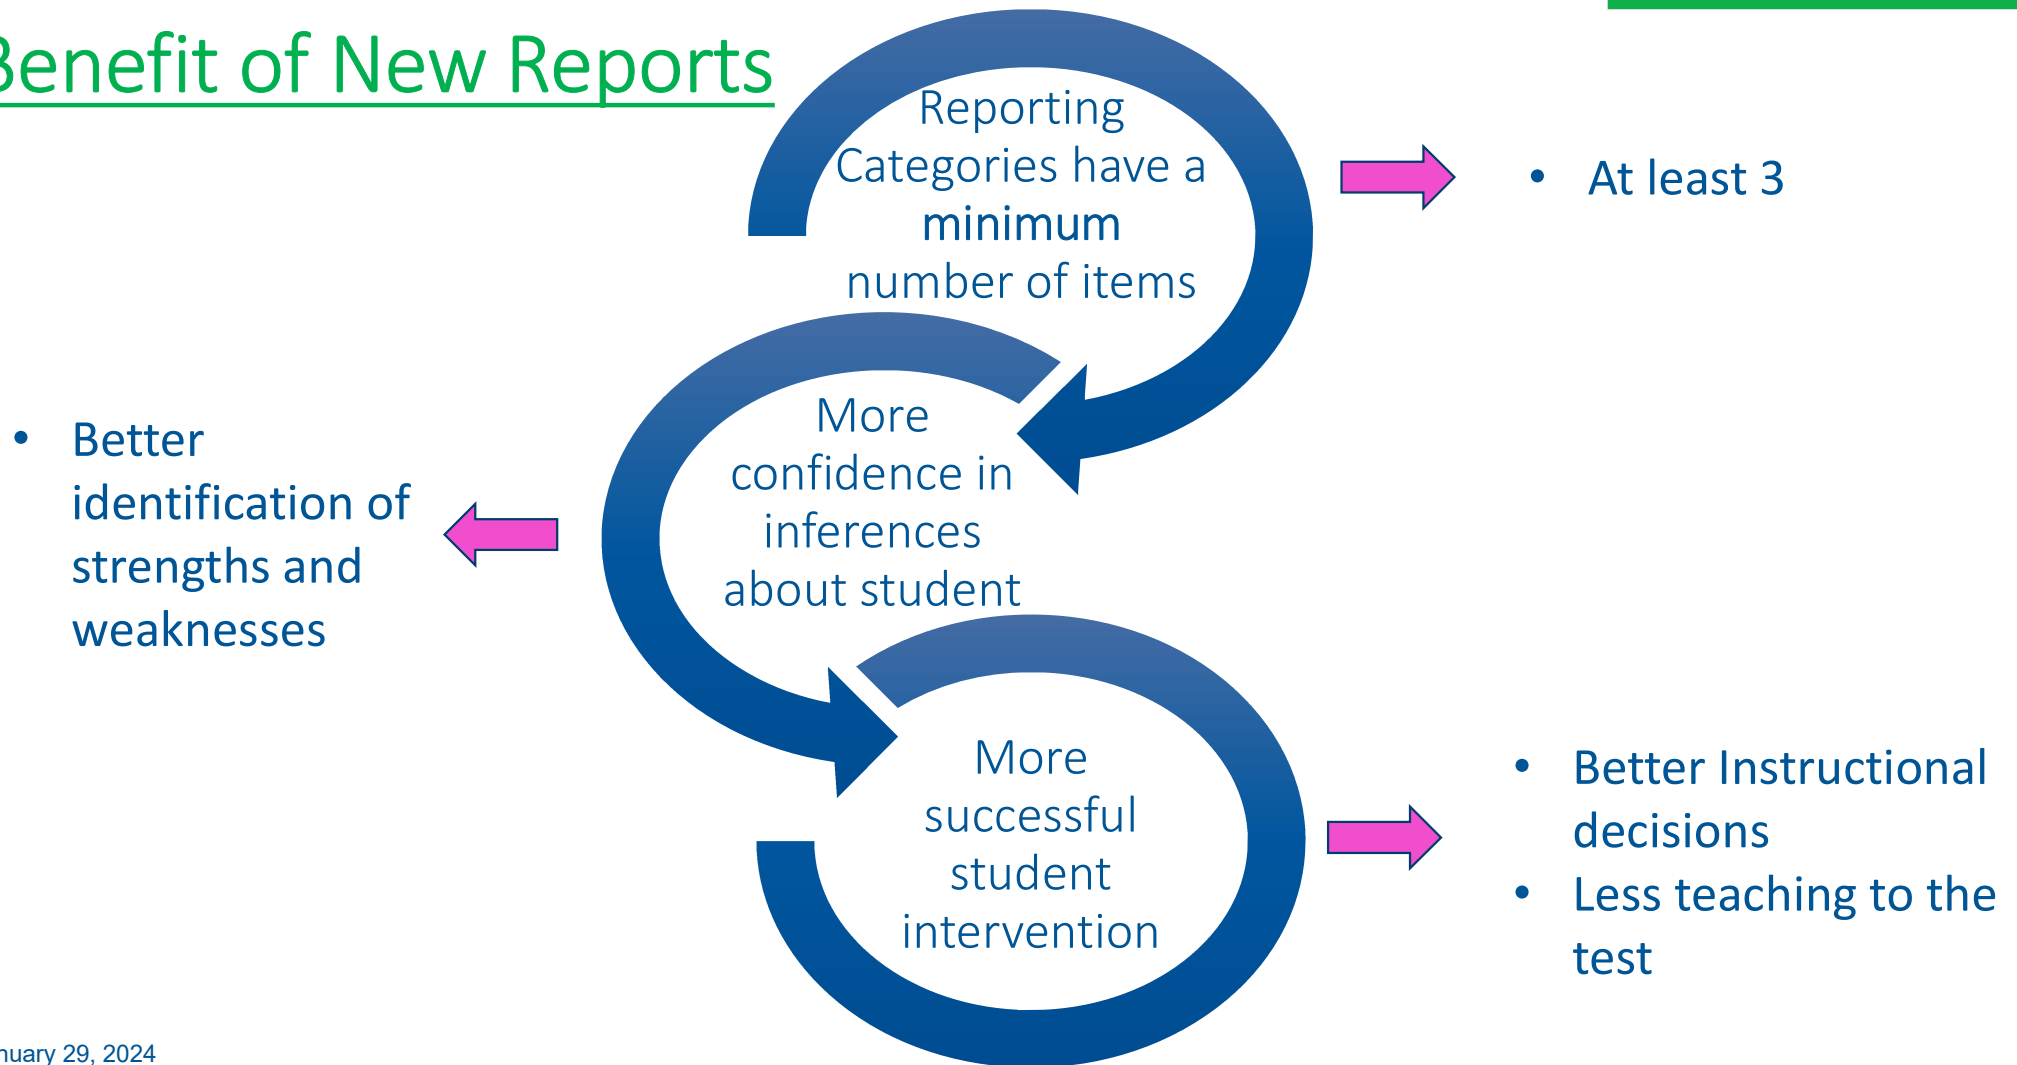 Benefit of New Reports
Reporting
Categories have a
minimum
number of items
• At least 3
• Better
identification of
strengths and
weaknesses
More
confidence in
inferences
about student
More
successful
student
intervention
• Better Instructional
decisions
• Less teaching to the
test
nuary 29, 2024